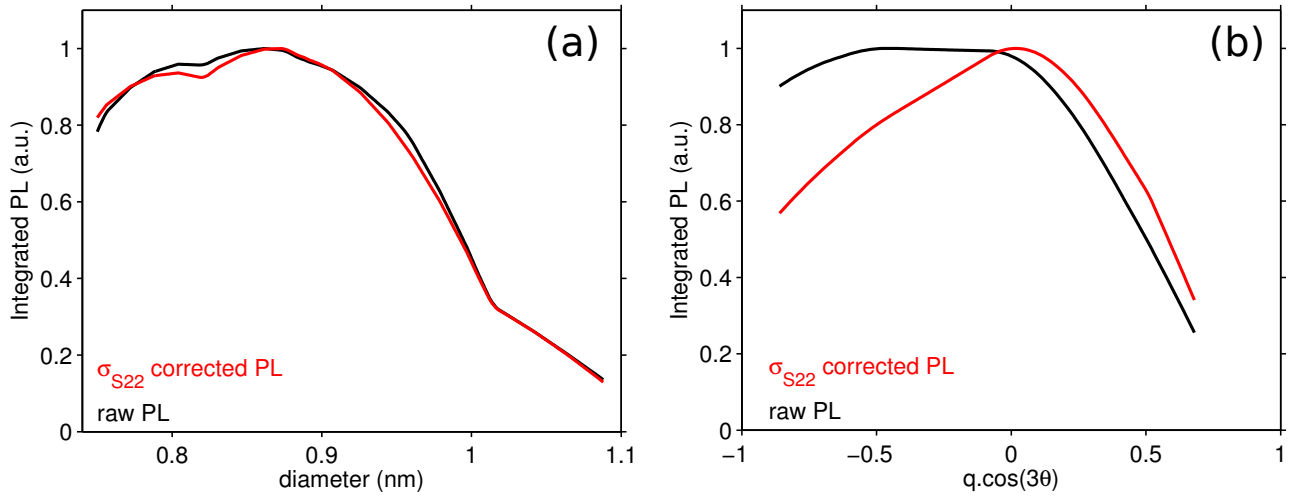 (a)
Integrated PL (a.u.)
1
0.8
0.6
0.4
0.2
0
σS22 corrected PL
raw PL
0.8 0.9 1 1.1
diameter (nm)
(b)
Integrated PL (a.u.)
1
0.8
0.6
0.4
0.2
0
σS22 corrected PL
raw PL
−1 −0.5 0 0.5 1
q.cos(3θ)